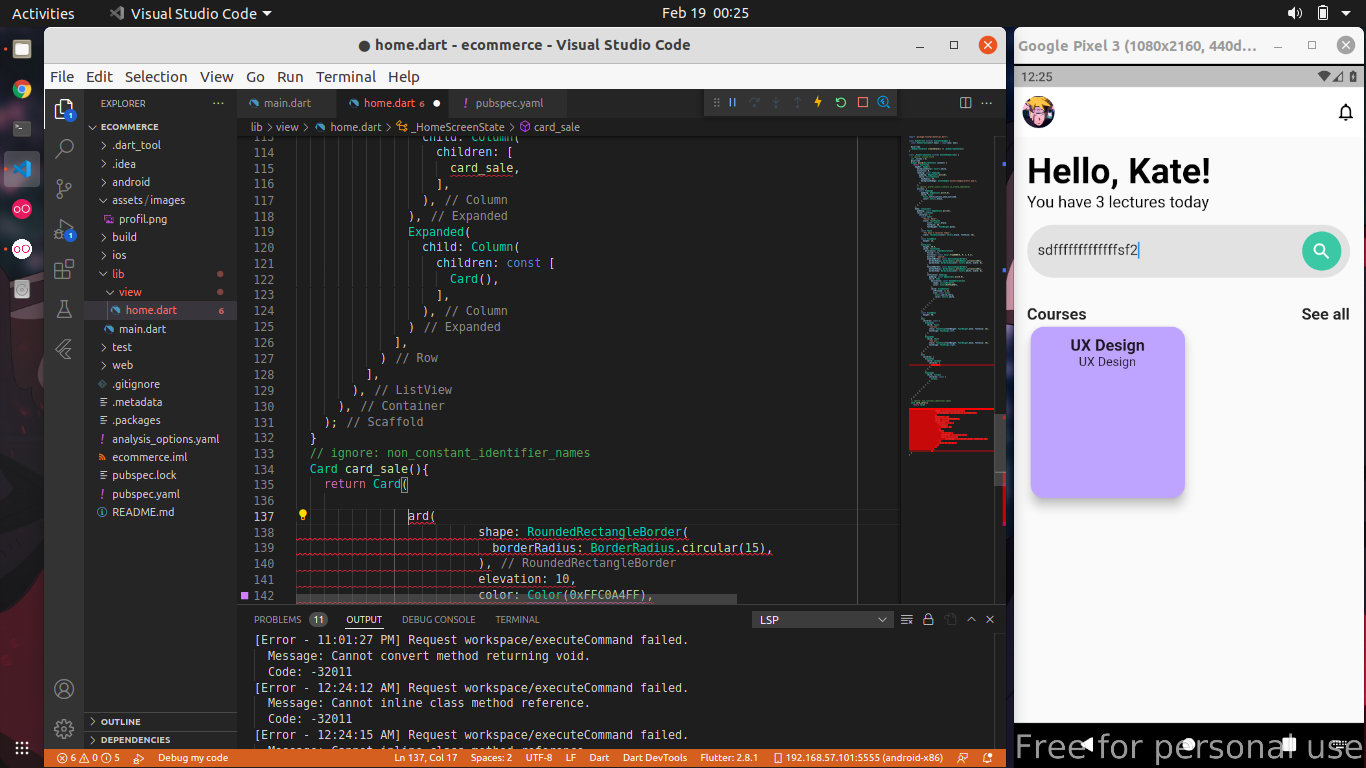 Activities
Visual Studio Code
Feb 19 00:25
● home.dart - ecommerce - Visual Studio Code
File Edit Selection View Go Run Terminal Help
EXPLORER
ECOMMERCE
.dart_tool
.idea
android
assets/images
profil.png
build
ios
lib
view
home.dart 6
main.dart
test
web
.gitignore
.metadata
.packages
analysis_options.yaml
ecommerce.iml
pubspec.lock
pubspec.yaml
README.md
OUTLINE
DEPENDENCIES
main.dart
home.dart 6
pubspec.yaml
lib > view > home.dart > _HomeScreenState > card_sale
113 child: Column(
114 children: [
115 card_sale,
116 ],
117 ), // Column
118 ), // Expanded
119 Expanded(
120 child: Column(
121 children: const [
122 Card(),
123 ],
124 ), // Column
125 ) // Expanded
126 ],
127 ) // Row
128 ],
129 ), // ListView
130 ), // Container
131 ); // Scaffold
132 }
133 // ignore: non_constant_identifier_names
134 Card card_sale(){
135 return Card(
136
137 ard(
138 shape: RoundedRectangleBorder(
139 borderRadius: BorderRadius.circular(15),
140 ), // RoundedRectangleBorder
141 elevation: 10,
142 color: Color(0xFFC0A4FF),
PROBLEMS 11 OUTPUT DEBUG CONSOLE TERMINAL
LSP
[Error - 11:01:27 PM] Request workspace/executeCommand failed.
Message: Cannot convert method returning void.
Code: -32011
[Error - 12:24:12 AM] Request workspace/executeCommand failed.
Message: Cannot inline class method reference.
Code: -32011
[Error - 12:24:15 AM] Request workspace/executeCommand failed.
Message: Cannot inline class method reference.
6 0 5 Debug my code
Ln 137, Col 17 Spaces: 2 UTF-8 LF Dart Dart DevTools Flutter: 2.8.1 192.168.57.101:5555 (android-x86)
Google Pixel 3 (1080x2160, 440d...
12:25
Hello, Kate!
You have 3 lectures today
sdfffffffffffffsf2
Courses
See all
UX Design
UX Design
Free for personal use